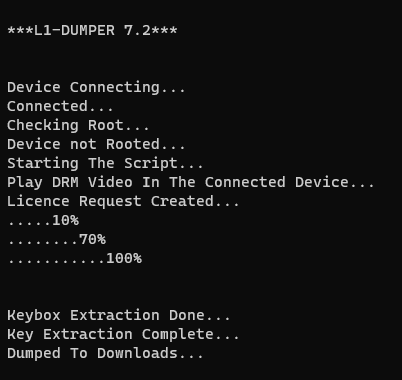 ***L1-DUMPER 7.2***
Device Connecting...
Connected...
Checking Root...
Device not Rooted...
Starting The Script...
Play DRM Video In The Connected Device...
Licence Request Created...
.....10%
........70%
...........100%
Keybox Extraction Done...
Key Extraction Complete...
Dumped To Downloads...